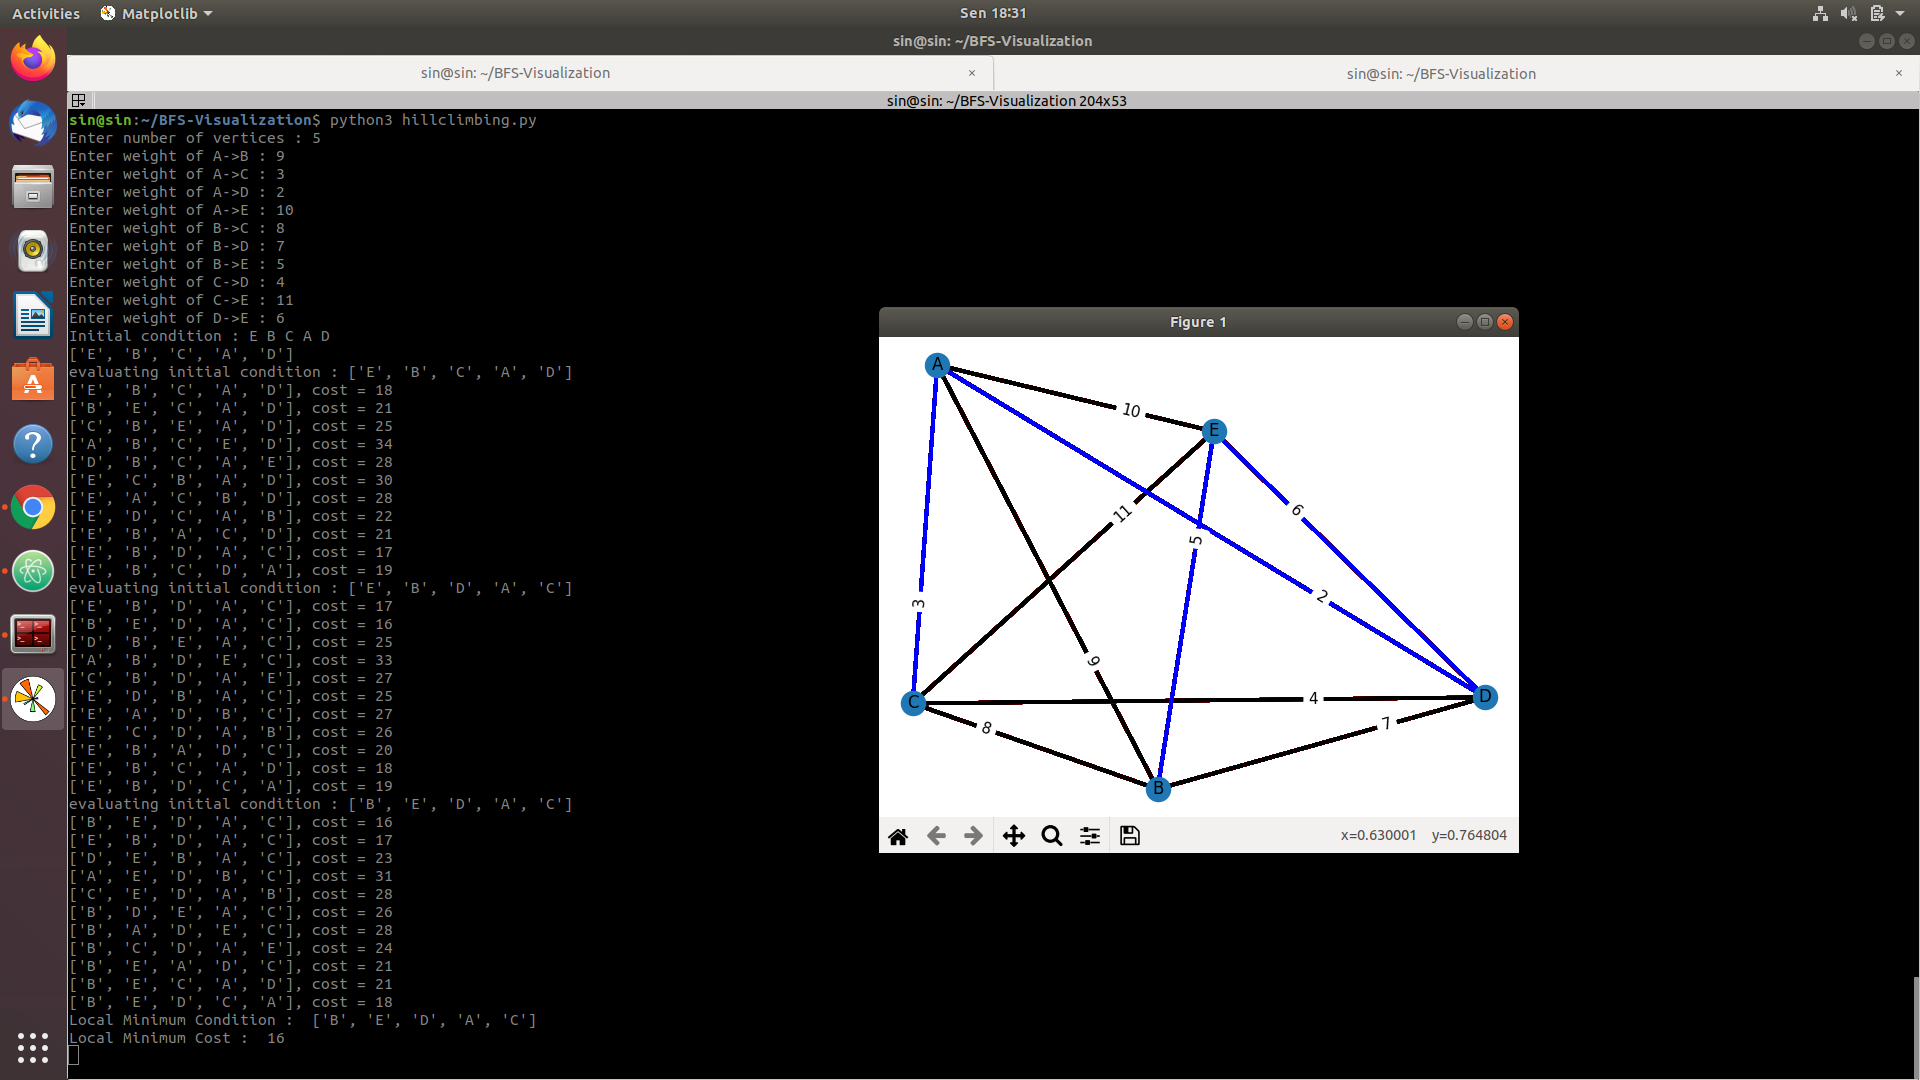 Activities Matplotlib Sen 18:31
sin@sin: ~/BFS-Visualization
sin@sin: ~/BFS-Visualization × sin@sin: ~/BFS-Visualization ×
sin@sin: ~/BFS-Visualization 204x53
sin@sin:~/BFS-Visualization$ python3 hillclimbing.py
Enter number of vertices : 5
Enter weight of A->B : 9
Enter weight of A->C : 3
Enter weight of A->D : 2
Enter weight of A->E : 10
Enter weight of B->C : 8
Enter weight of B->D : 7
Enter weight of B->E : 5
Enter weight of C->D : 4
Enter weight of C->E : 11
Enter weight of D->E : 6
Initial condition : E B C A D
['E', 'B', 'C', 'A', 'D']
evaluating initial condition : ['E', 'B', 'C', 'A', 'D']
['E', 'B', 'C', 'A', 'D'], cost = 18
['B', 'E', 'C', 'A', 'D'], cost = 21
['C', 'B', 'E', 'A', 'D'], cost = 25
['A', 'B', 'C', 'E', 'D'], cost = 34
['D', 'B', 'C', 'A', 'E'], cost = 28
['E', 'C', 'B', 'A', 'D'], cost = 30
['E', 'A', 'C', 'B', 'D'], cost = 28
['E', 'D', 'C', 'A', 'B'], cost = 22
['E', 'B', 'A', 'C', 'D'], cost = 21
['E', 'B', 'D', 'A', 'C'], cost = 17
['E', 'B', 'C', 'D', 'A'], cost = 19
evaluating initial condition : ['E', 'B', 'D', 'A', 'C']
['E', 'B', 'D', 'A', 'C'], cost = 17
['B', 'E', 'D', 'A', 'C'], cost = 16
['D', 'B', 'E', 'A', 'C'], cost = 25
['A', 'B', 'D', 'E', 'C'], cost = 33
['C', 'B', 'D', 'A', 'E'], cost = 27
['E', 'D', 'B', 'A', 'C'], cost = 25
['E', 'A', 'D', 'B', 'C'], cost = 27
['E', 'C', 'D', 'A', 'B'], cost = 26
['E', 'B', 'A', 'D', 'C'], cost = 20
['E', 'B', 'C', 'A', 'D'], cost = 18
['E', 'B', 'D', 'C', 'A'], cost = 19
evaluating initial condition : ['B', 'E', 'D', 'A', 'C']
['B', 'E', 'D', 'A', 'C'], cost = 16
['E', 'B', 'D', 'A', 'C'], cost = 17
['D', 'E', 'B', 'A', 'C'], cost = 23
['A', 'E', 'D', 'B', 'C'], cost = 31
['C', 'E', 'D', 'A', 'B'], cost = 28
['B', 'D', 'E', 'A', 'C'], cost = 26
['B', 'A', 'D', 'E', 'C'], cost = 28
['B', 'C', 'D', 'A', 'E'], cost = 24
['B', 'E', 'A', 'D', 'C'], cost = 21
['B', 'E', 'C', 'A', 'D'], cost = 21
['B', 'E', 'D', 'C', 'A'], cost = 18
Local Minimum Condition :  ['B', 'E', 'D', 'A', 'C']
Local Minimum Cost :  16
Figure 1
A
10
E
11
6
5
2
3
9
C
4
D
8
7
B
x=0.630001 y=0.764804